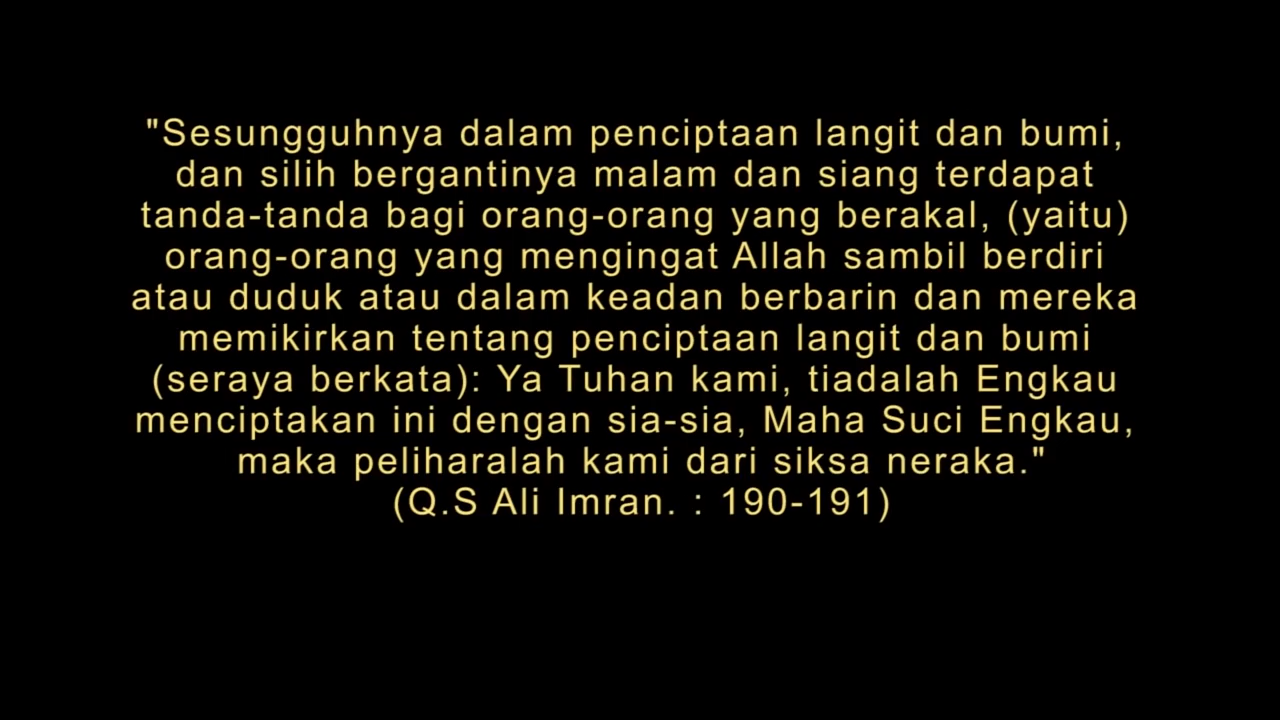 "Sesungguhnya dalam penciptaan langit dan bumi,
dan silih bergantinya malam dan siang terdapat
tanda-tanda bagi orang-orang yang berakal, (yaitu)
orang-orang yang mengingat Allah sambil berdiri
atau duduk atau dalam keadan berbarin dan mereka
memikirkan tentang penciptaan langit dan bumi
(seraya berkata): Ya Tuhan kami, tiadalah Engkau
menciptakan ini dengan sia-sia, Maha Suci Engkau,
maka peliharalah kami dari siksa neraka."
(Q.S Ali Imran. : 190-191)